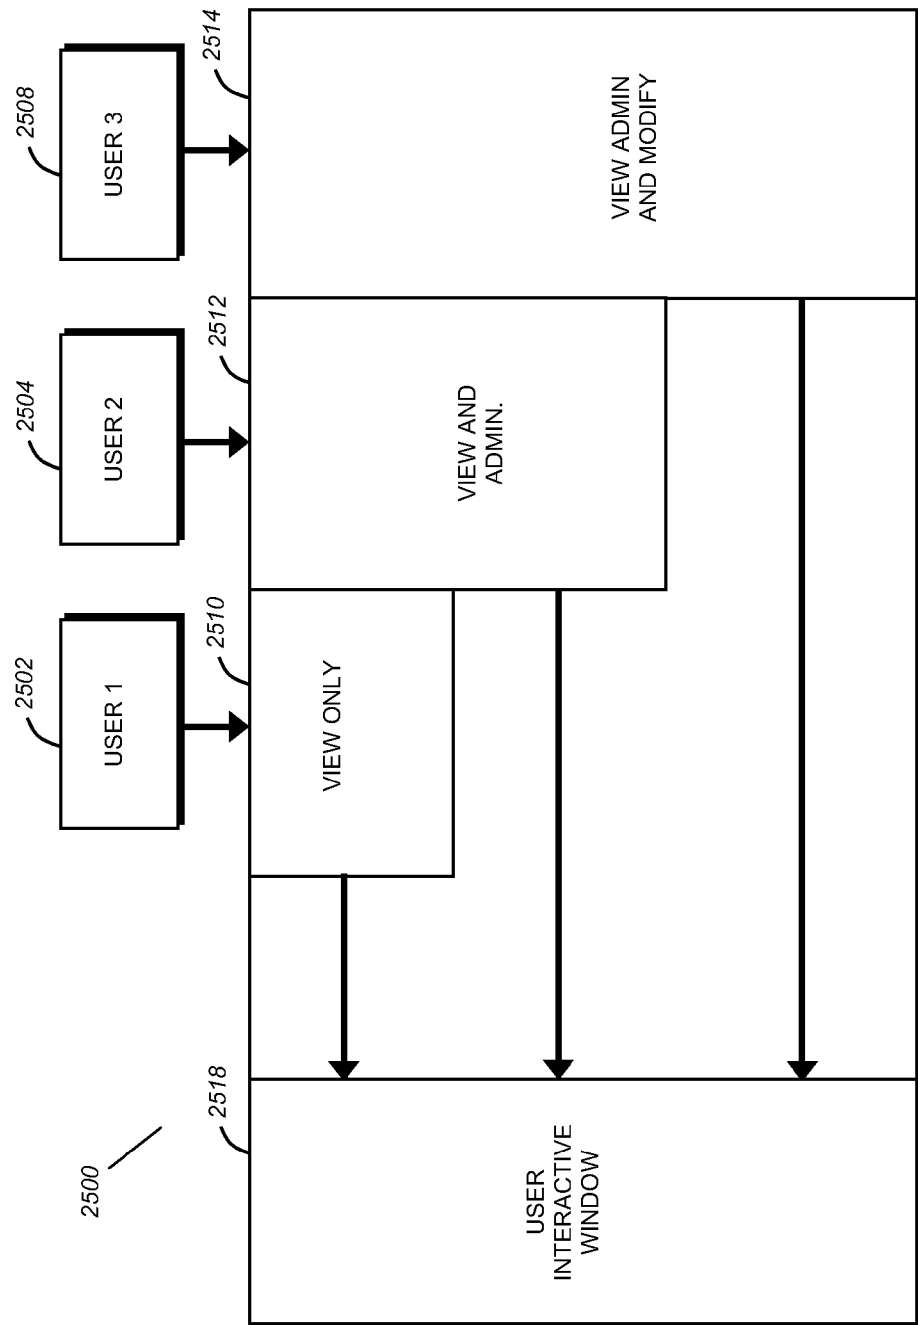 2500
2502
USER 1
2504
USER 2
2508
USER 3
2518
2510
2512
2514
USER
INTERACTIVE
WINDOW
VIEW ONLY
VIEW AND
ADMIN.
VIEW ADMIN
AND MODIFY